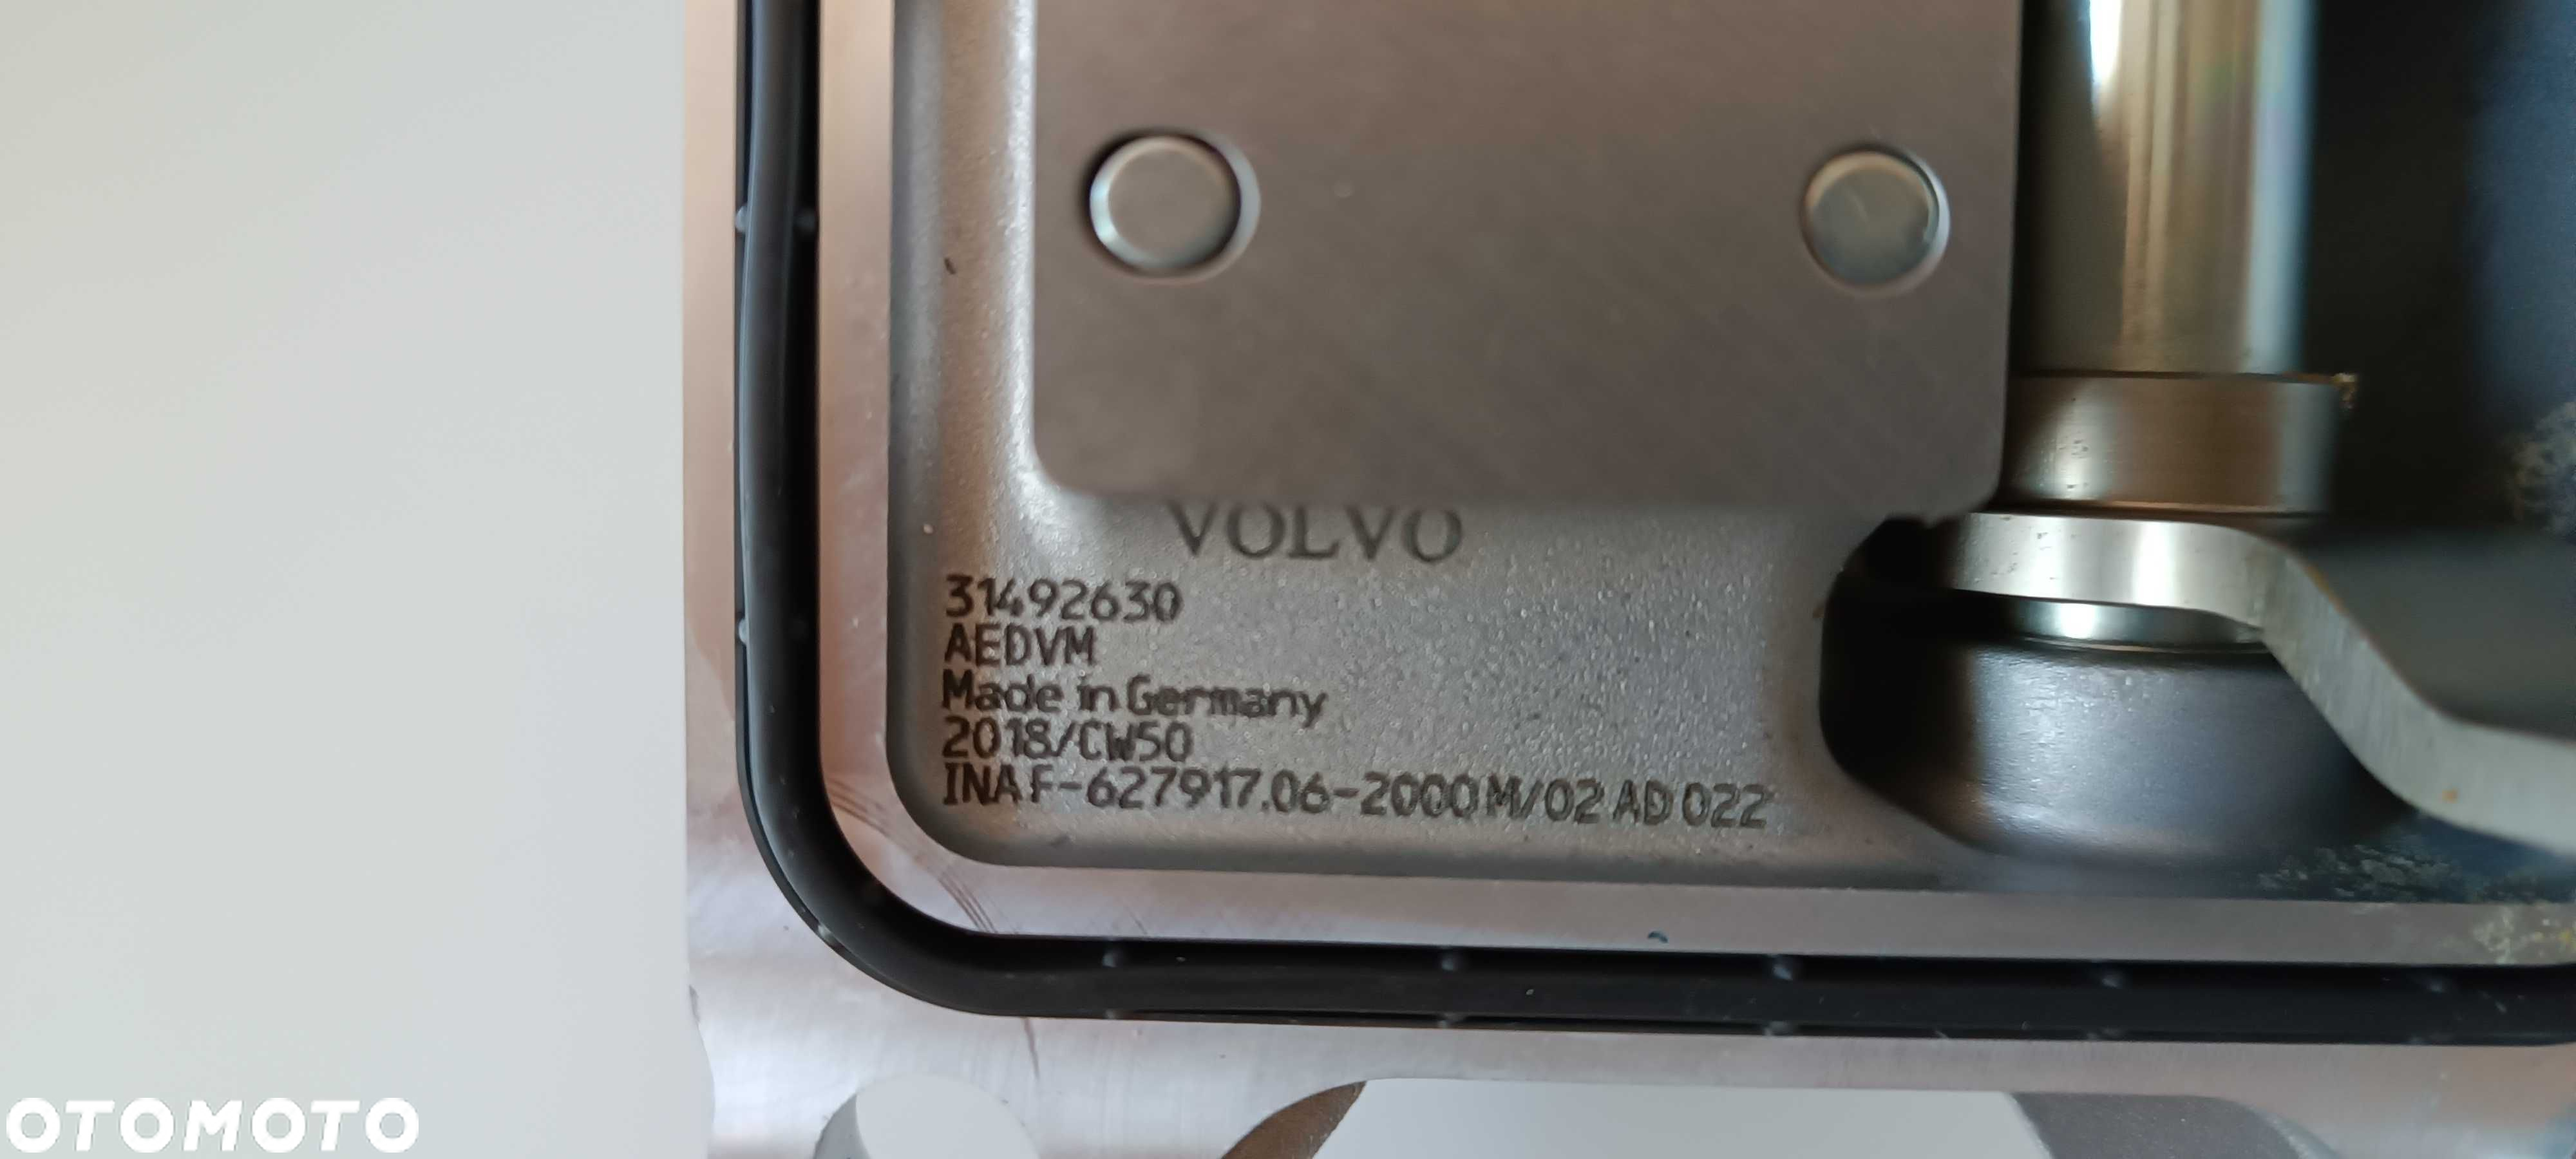 VOLVO
31492630
AEDVM
Made in Germany
2018/CW50
INA F-627917.06-2000 M/02 AD 022
OTOMOTO